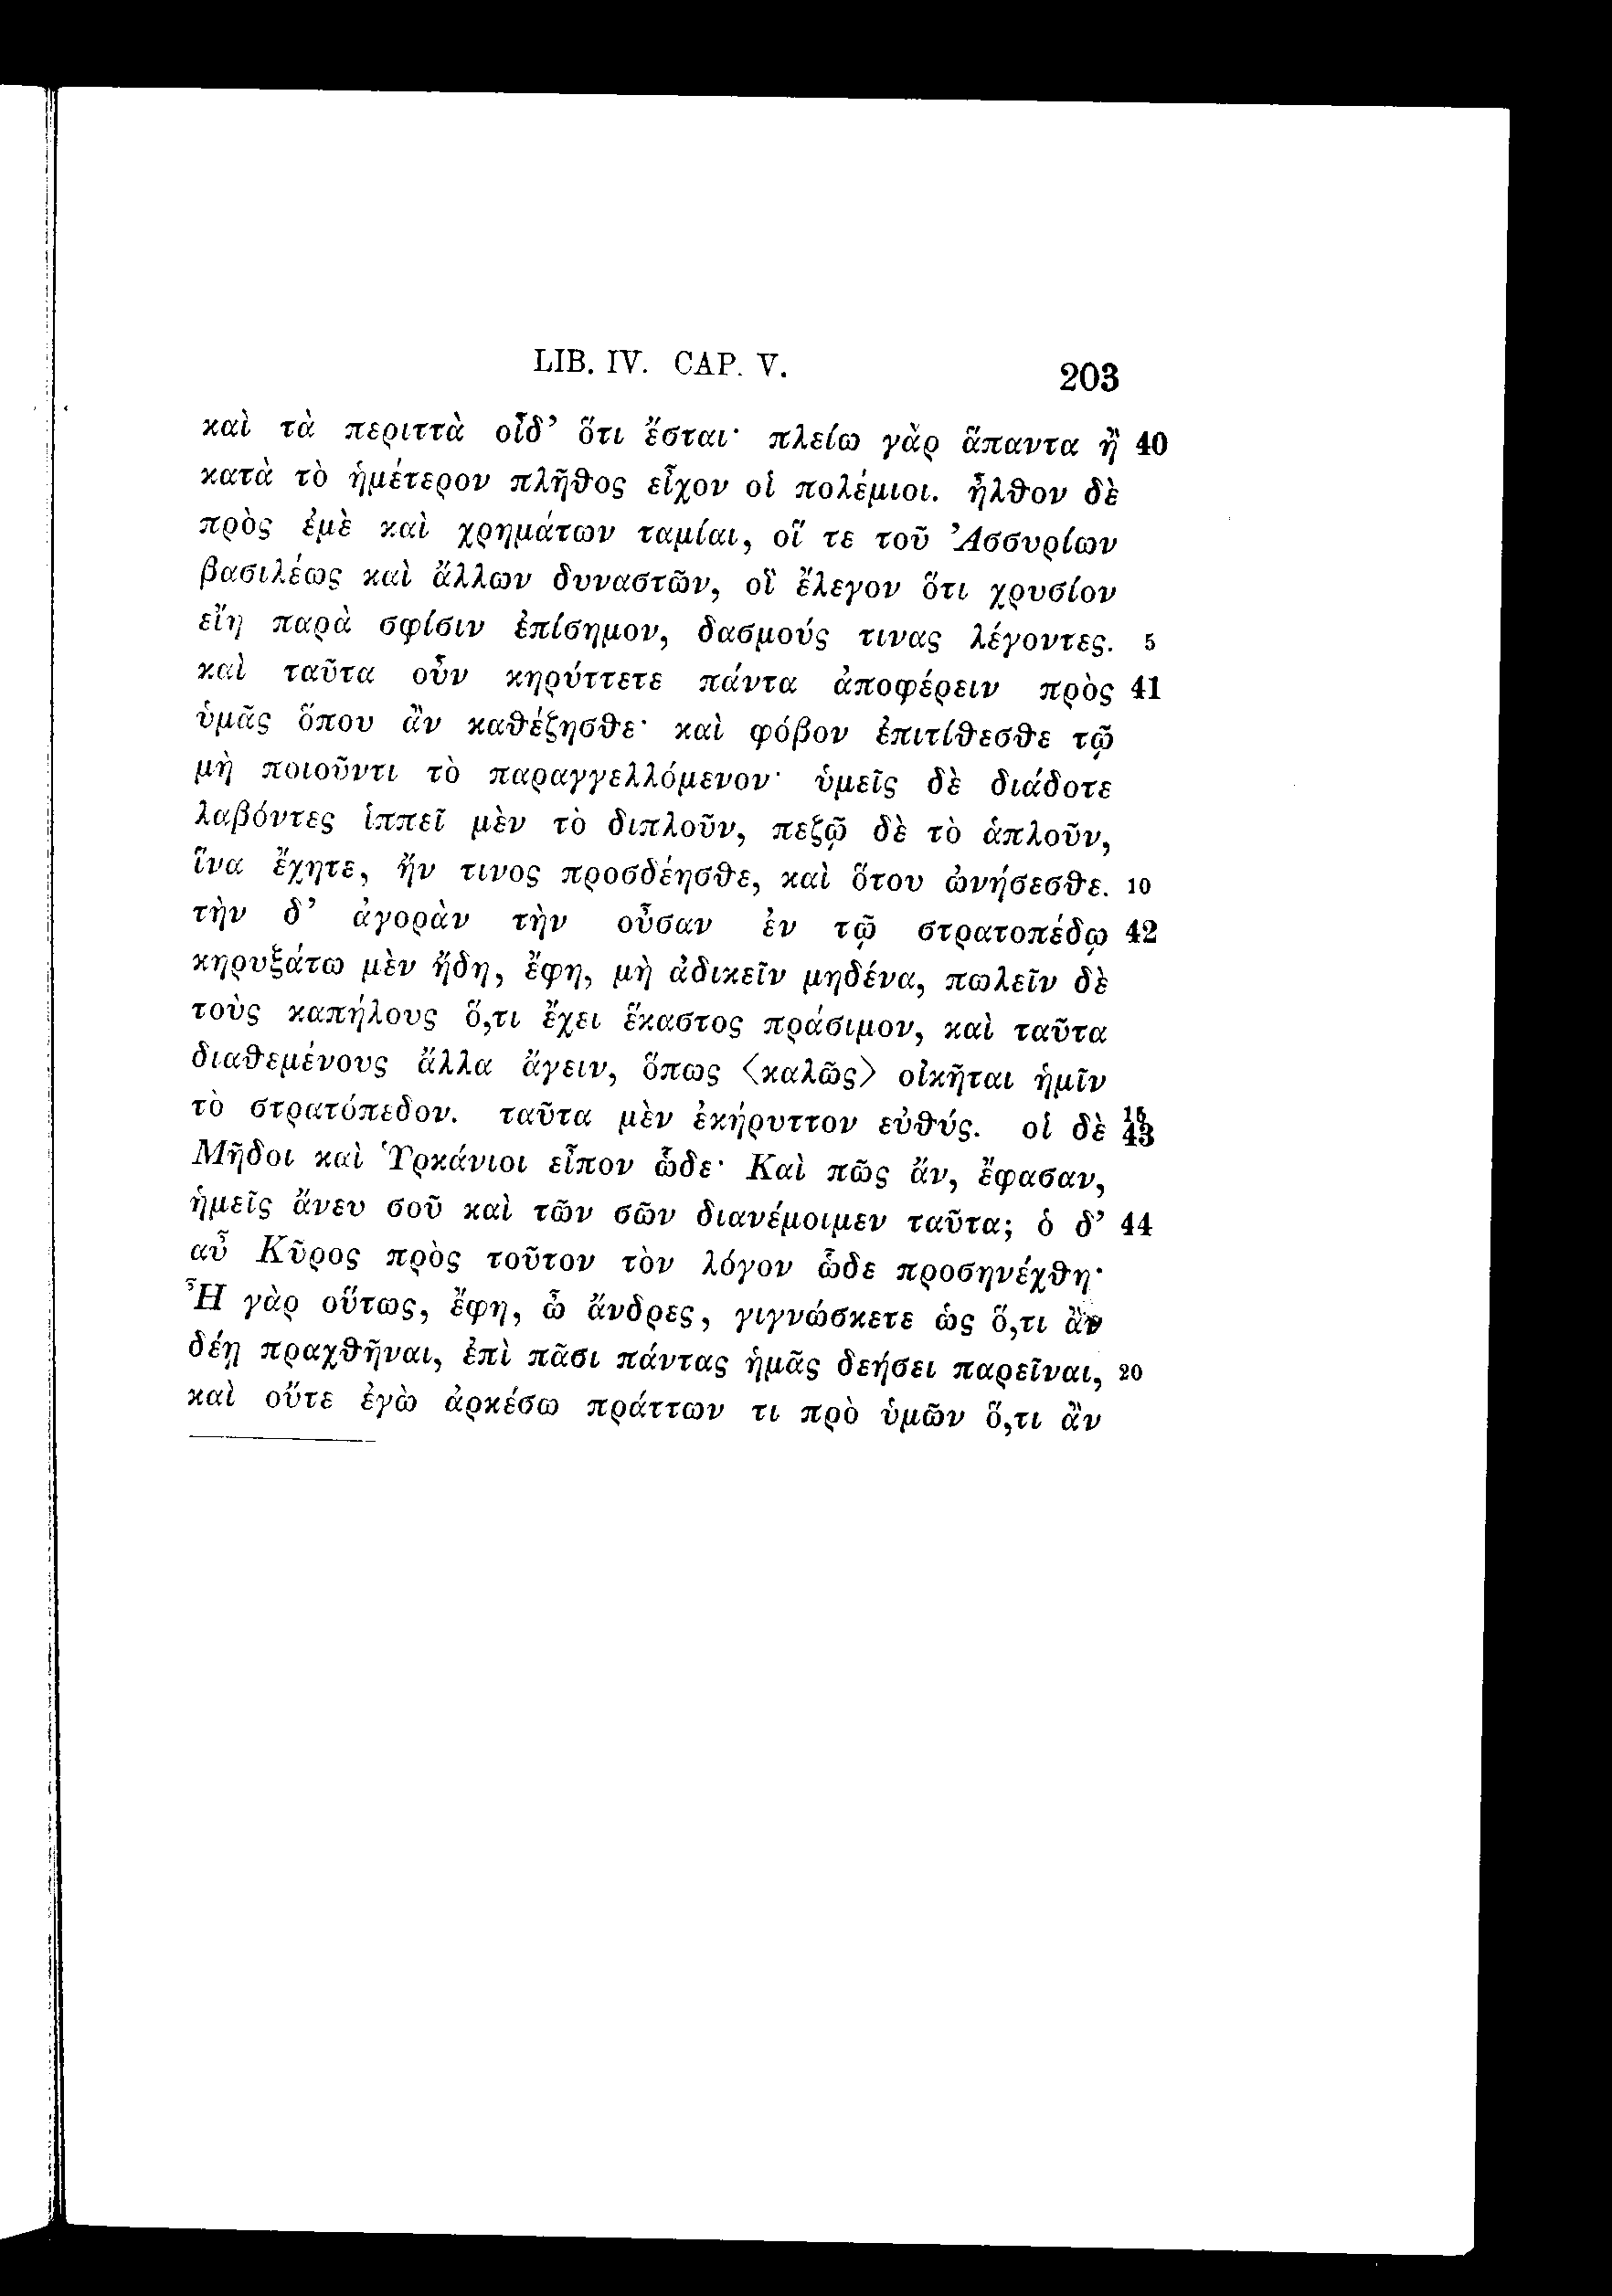 LIB. IV. CAP. V. 203
καὶ τὰ περιττὰ οἶδ’ ὅτι ἔσται· πλείω γὰρ ἅπαντα ἢ 40
κατὰ τὸ ἡμέτερον πλῆθος εἶχον οἱ πολέμιοι. ἦλθον δὲ
πρὸς ἐμὲ καὶ χρημάτων ταμίαι, οἵ τε τοῦ Ἀσσυρίων
βασιλέως καὶ ἄλλων δυναστῶν, οἳ ἔλεγον ὅτι χρυσίον
εἴη παρὰ σφίσιν ἐπίσημον, δασμούς τινας λέγοντες. 5
καὶ ταῦτα οὖν κηρύττετε πάντα ἀποφέρειν πρὸς 41
ὑμᾶς ὅπου ἂν καθέζησθε· καὶ φόβον ἐπιτίθεσθε τῷ
μὴ ποιοῦντι τὸ παραγγελλόμενον· ὑμεῖς δὲ διάδοτε
λαβόντες ἱππεῖ μὲν τὸ διπλοῦν, πεζῷ δὲ τὸ ἁπλοῦν,
ἵνα ἔχητε, ἤν τινος προσδέησθε, καὶ ὅτου ὠνήσεσθε. 10
τὴν δ’ ἀγορὰν τὴν οὖσαν ἐν τῷ στρατοπέδῳ 42
κηρυξάτω μὲν ἤδη, ἔφη, μὴ ἀδικεῖν μηδένα, πωλεῖν δὲ
τοὺς καπήλους ὅ,τι ἔχει ἕκαστος πράσιμον, καὶ ταῦτα
διαθεμένους ἄλλα ἄγειν, ὅπως <καλῶς> οἰκῆται ἡμῖν
τὸ στρατόπεδον. ταῦτα μὲν ἐκήρυττον εὐθύς. οἱ δὲ 15 43
Μῆδοι καὶ Ὑρκάνιοι εἶπον ὧδε· Καὶ πῶς ἄν, ἔφασαν,
ἡμεῖς ἄνευ σοῦ καὶ τῶν σῶν διανέμοιμεν ταῦτα; ὁ δ’ 44
αὖ Κῦρος πρὸς τοῦτον τὸν λόγον ὧδε προσηνέχθη·
Ἦ γὰρ οὕτως, ἔφη, ὦ ἄνδρες, γιγνώσκετε ὡς ὅ,τι ἂν
δέῃ πραχθῆναι, ἐπὶ πᾶσι πάντας ἡμᾶς δεήσει παρεῖναι, 20
καὶ οὔτε ἐγὼ ἀρκέσω πράττων τι πρὸ ὑμῶν ὅ,τι ἂν